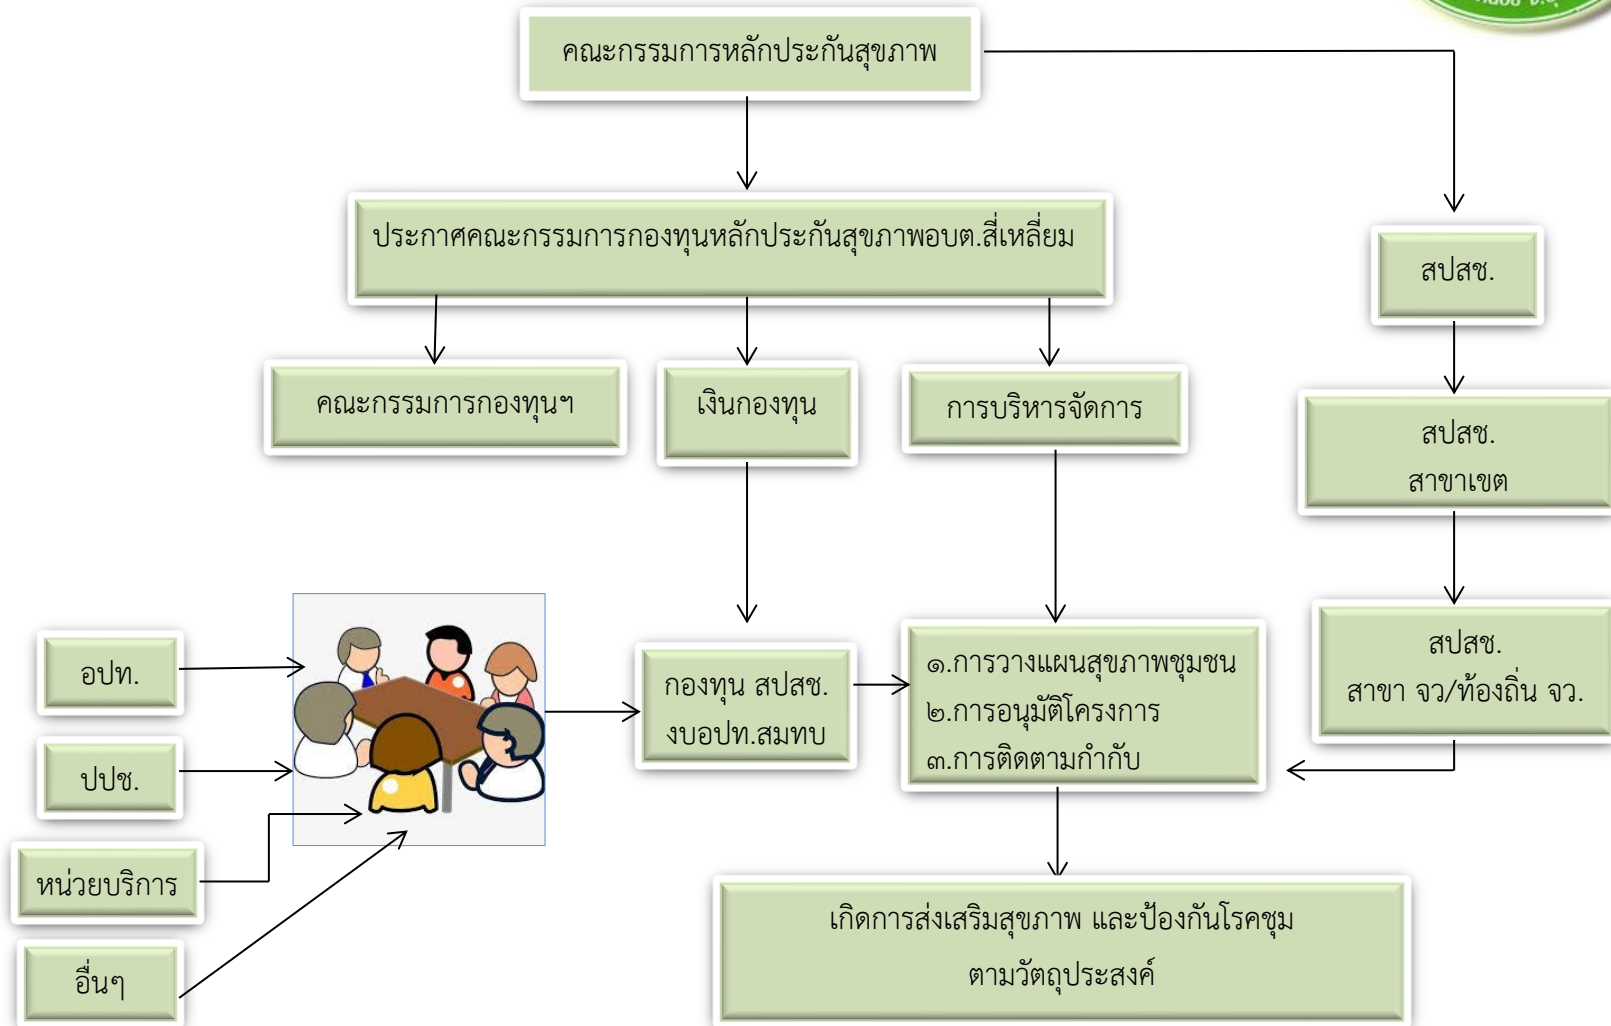 คณะกรรมการหลักประกันสุขภาพ
ประกาศคณะกรรมการกองทุนหลักประกันสุขภาพอบต.สี่เหลี่ยม
สปสช.
คณะกรรมการกองทุนฯ
เงินกองทุน
การบริหารจัดการ
สปสช.
สาขาเขต
อปท.
ปปช.
หน่วยบริการ
อื่นๆ
กองทุน สปสช.
งบอปท.สมทบ
๑.การวางแผนสุขภาพชุมชน
๒.การอนุมัติโครงการ
๓.การติดตามกำกับ
สปสช.
สาขา จว/ท้องถิ่น จว.
เกิดการส่งเสริมสุขภาพ และป้องกันโรคชุม
ตามวัตถุประสงค์